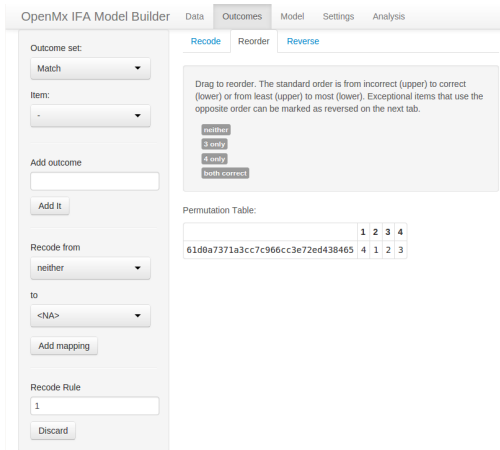 OpenMx IFA Model Builder Data Outcomes Model Settings Analysis
Outcome set:
Match
Item:
-
Add outcome
Add It
Recode from
neither
to
<NA>
Add mapping
Recode Rule
1
Discard
Recode Reorder Reverse
Drag to reorder. The standard order is from incorrect (upper) to correct
(lower) or from least (upper) to most (lower). Exceptional items that use the
opposite order can be marked as reversed on the next tab.
neither
3 only
4 only
both correct
Permutation Table:
1 2 3 4
61d0a7371a3cc7c966cc3e72ed438465 4 1 2 3